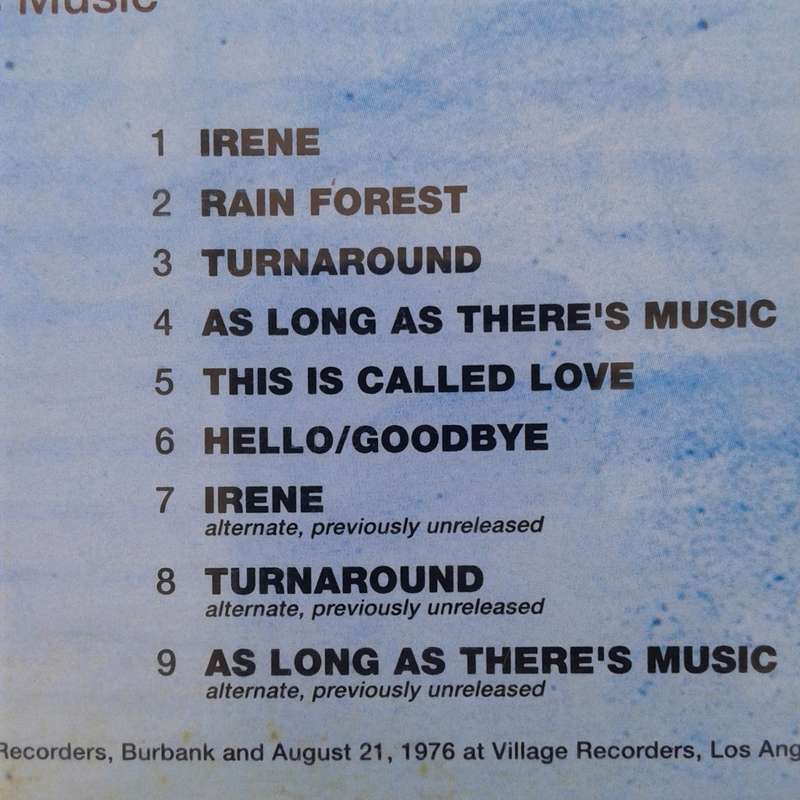 Music
1 IRENE
2 RAIN FOREST
3 TURNAROUND
4 AS LONG AS THERE'S MUSIC
5 THIS IS CALLED LOVE
6 HELLO/GOODBYE
7 IRENE
alternate, previously unreleased
8 TURNAROUND
alternate, previously unreleased
9 AS LONG AS THERE'S MUSIC
alternate, previously unreleased
Recorders, Burbank and August 21, 1976 at Village Recorders, Los Ang